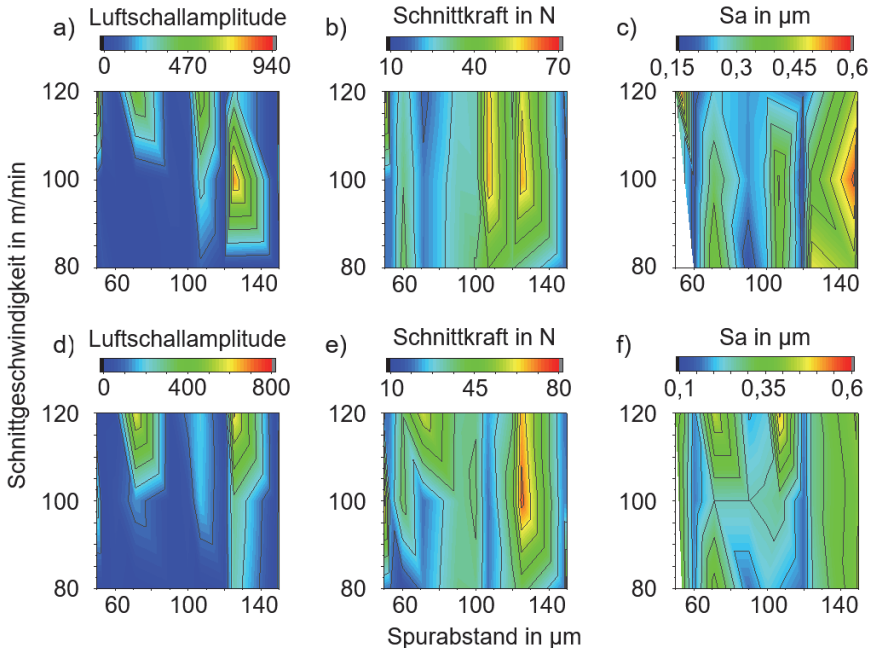 a) Luftschallamplitude b) Schnittkraft in N c) Sa in µm
0 470 940 10 40 70 0,15 0,3 0,45 0,6
120 120 120
100 100 100
80 80 80
60 100 140 60 100 140 60 100 140
Schnittgeschwindigkeit in m/min
d) Luftschallamplitude e) Schnittkraft in N f) Sa in µm
0 400 800 10 45 80 0,1 0,35 0,6
120 120 120
100 100 100
80 80 80
60 100 140 60 100 140 60 100 140
Spurabstand in µm